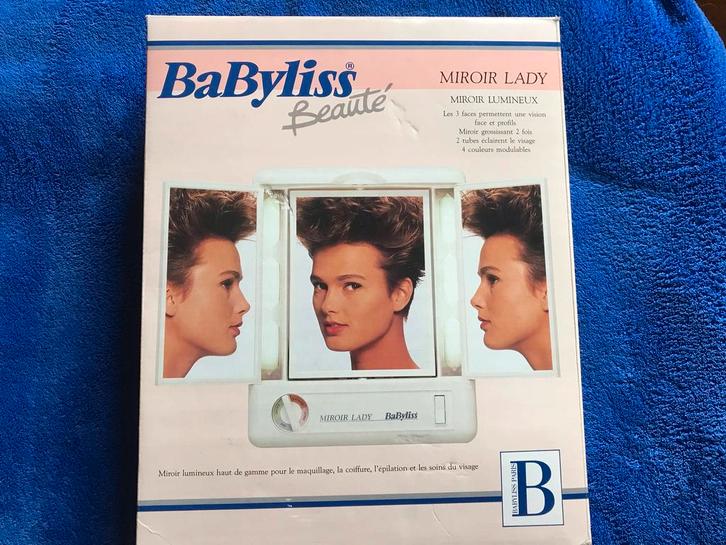 BaByliss®
Beauté
MIROIR LADY
MIROIR LUMINEUX
Les 3 faces permettent une vision
face et profils
Miroir grossissant 2 fois
2 tubes éclairent le visage
4 couleurs modulables
MIROIR LADY BaByliss
Miroir lumineux haut de gamme pour le maquillage, la coiffure, l'épilation et les soins du visage
BABYLISS PARIS
B